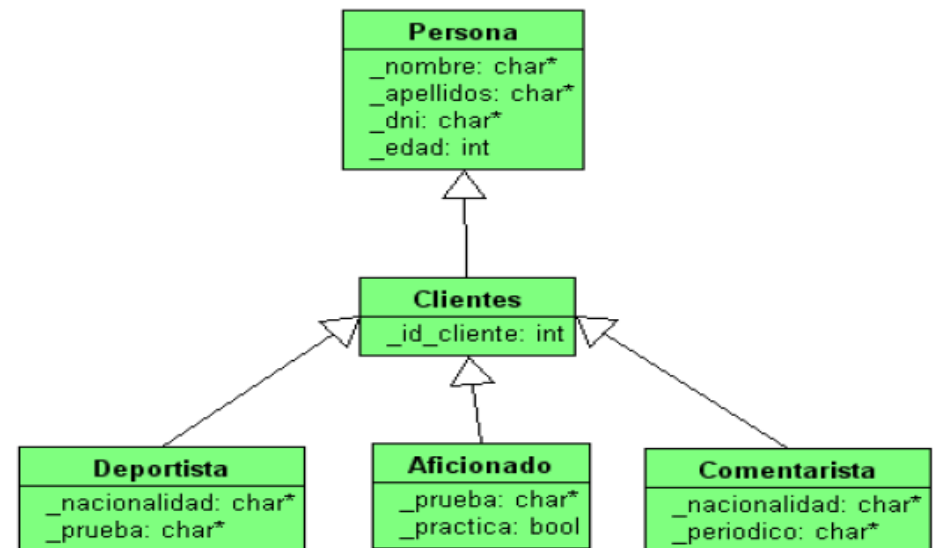 Persona
_nombre: char*
_apellidos: char*
_dni: char*
_edad: int
Clientes
_id_cliente: int
Deportista
_nacionalidad: char*
_prueba: char*
Aficionado
_prueba: char*
_practica: bool
Comentarista
_nacionalidad: char*
_periodico: char*